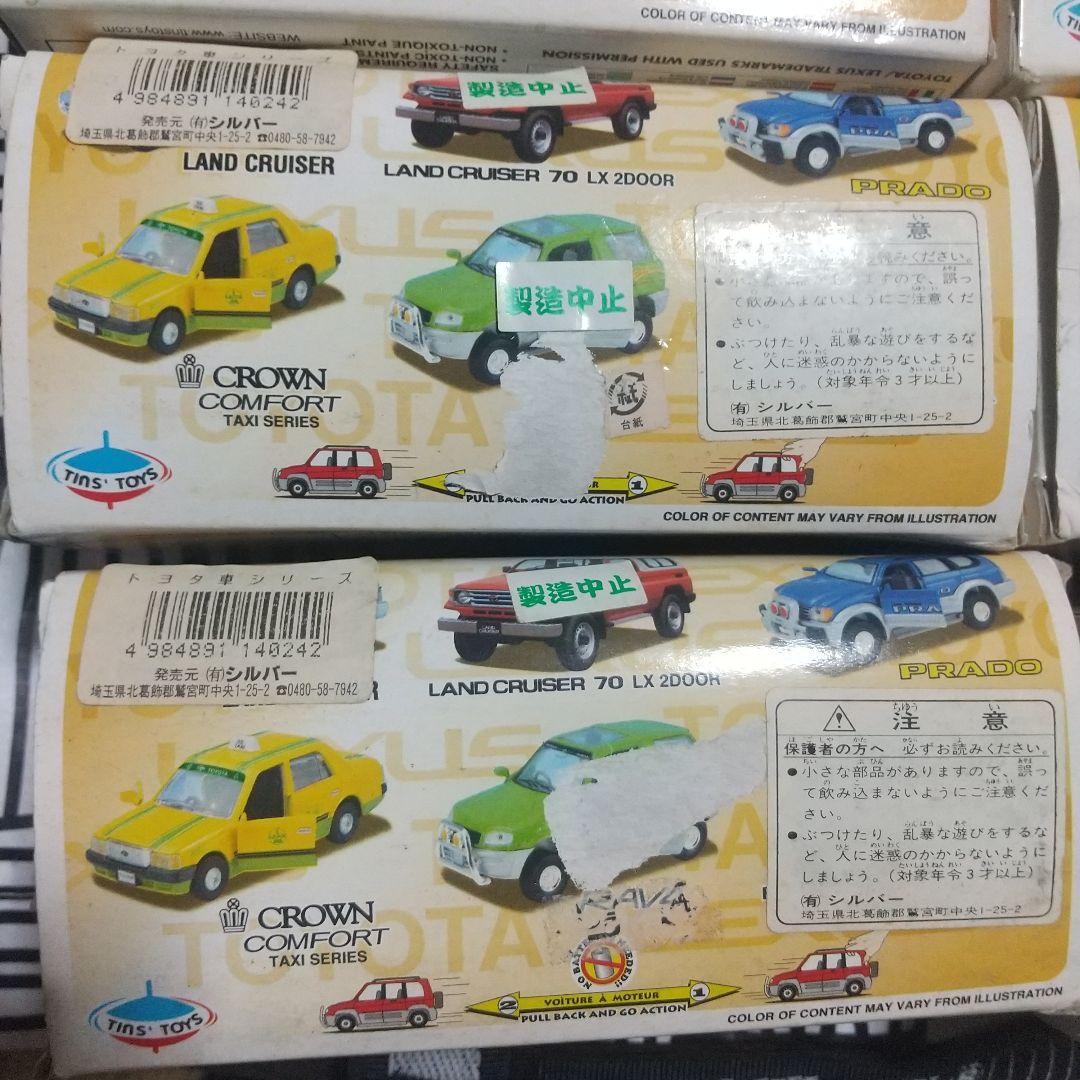 COLOR OF CONTENT MAY VARY FROM ILLUSTRATION
WEBSITE: www.tinstoys.com
NON-TOXIQUE PAINT
• NON-TOXIC PAINTS
TOYOTA/ LEXUS TRADEMARKS USED WITH PERMISSION
トヨタ車シリーズ
4 984891 140242
発売元 (有)シルバー
埼玉県北葛飾郡鷲宮町中央1-25-2 ☎0480-58-7942
製造中止
LAND CRUISER
LAND CRUISER 70 LX 2DOOR
PRADO
製造中止
意
お読みください。
ますので、誤っ
て飲み込まないようにご注意くだ
さい。
● ぶつけたり、乱暴な遊びをするな
ど、人に迷惑のかからないように
しましょう。(対象年令3才以上)
(有) シルバー
埼玉県北葛飾郡鷲宮町中央1-25-2
台紙
CROWN
COMFORT
TAXI SERIES
TINS' TOYS
1
PULL BACK AND GO ACTION
COLOR OF CONTENT MAY VARY FROM ILLUSTRATION
トヨタ車シリーズ
4 984891 140242
発売元 (有)シルバー
埼玉県北葛飾郡鷲宮町中央1-25-2 ☎0480-58-7942
製造中止
LAND CRUISER 70 LX 2DOOR
PRADO
注意
保護者の方へ 必ずお読みください。
● 小さな部品がありますので、誤っ
て飲み込まないようにご注意くだ
さい。
● ぶつけたり、乱暴な遊びをするな
ど、人に迷惑のかからないように
しましょう。(対象年令3才以上)
(有) シルバー
埼玉県北葛飾郡鷲宮町中央1-25-2
CROWN
COMFORT
TAXI SERIES
RAV4
NO BATTERIES NEEDED!!
TINS' TOYS
2 VOITURE À MOTEUR 1
PULL BACK AND GO ACTION
COLOR OF CONTENT MAY VARY FROM ILLUSTRATION